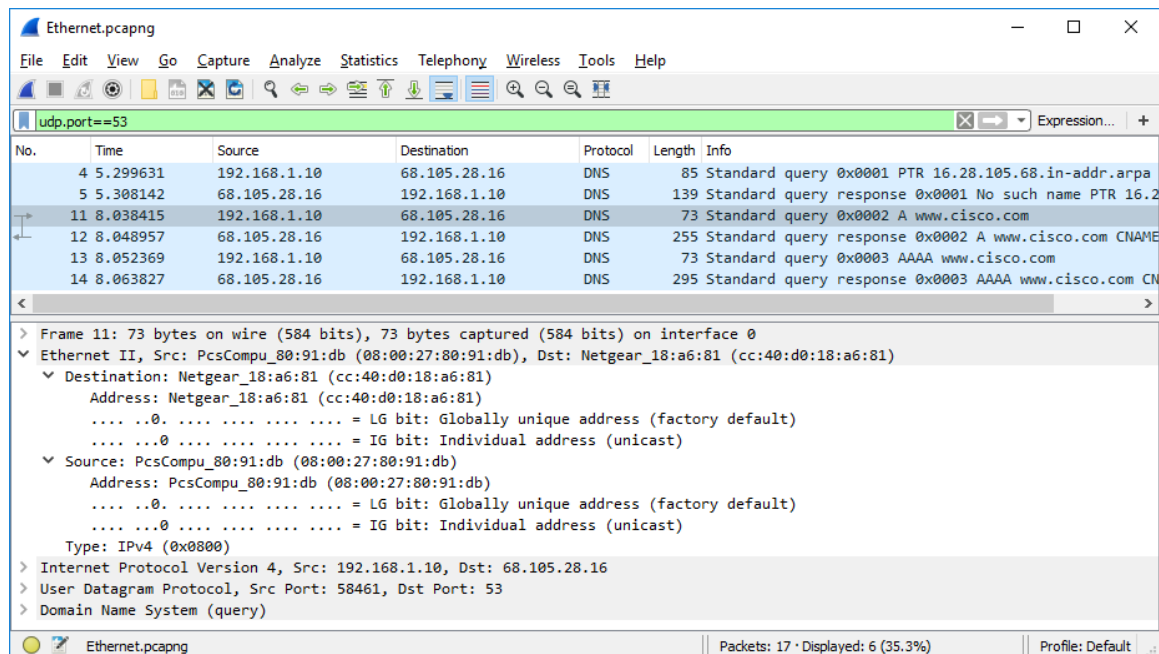 Ethernet.pcapng
File Edit View Go Capture Analyze Statistics Telephony Wireless Tools Help
udp.port==53 Expression... +
No. Time Source Destination Protocol Length Info
4 5.299631 192.168.1.10 68.105.28.16 DNS 85 Standard query 0x0001 PTR 16.28.105.68.in-addr.arpa
5 5.308142 68.105.28.16 192.168.1.10 DNS 139 Standard query response 0x0001 No such name PTR 16.2
11 8.038415 192.168.1.10 68.105.28.16 DNS 73 Standard query 0x0002 A www.cisco.com
12 8.048957 68.105.28.16 192.168.1.10 DNS 255 Standard query response 0x0002 A www.cisco.com CNAME
13 8.052369 192.168.1.10 68.105.28.16 DNS 73 Standard query 0x0003 AAAA www.cisco.com
14 8.063827 68.105.28.16 192.168.1.10 DNS 295 Standard query response 0x0003 AAAA www.cisco.com CN
Frame 11: 73 bytes on wire (584 bits), 73 bytes captured (584 bits) on interface 0
Ethernet II, Src: PcsCompu_80:91:db (08:00:27:80:91:db), Dst: Netgear_18:a6:81 (cc:40:d0:18:a6:81)
Destination: Netgear_18:a6:81 (cc:40:d0:18:a6:81)
Address: Netgear_18:a6:81 (cc:40:d0:18:a6:81)
.... ..0. .... .... .... .... = LG bit: Globally unique address (factory default)
.... ...0 .... .... .... .... = IG bit: Individual address (unicast)
Source: PcsCompu_80:91:db (08:00:27:80:91:db)
Address: PcsCompu_80:91:db (08:00:27:80:91:db)
.... ..0. .... .... .... .... = LG bit: Globally unique address (factory default)
.... ...0 .... .... .... .... = IG bit: Individual address (unicast)
Type: IPv4 (0x0800)
Internet Protocol Version 4, Src: 192.168.1.10, Dst: 68.105.28.16
User Datagram Protocol, Src Port: 58461, Dst Port: 53
Domain Name System (query)
Ethernet.pcapng Packets: 17 · Displayed: 6 (35.3%) Profile: Default